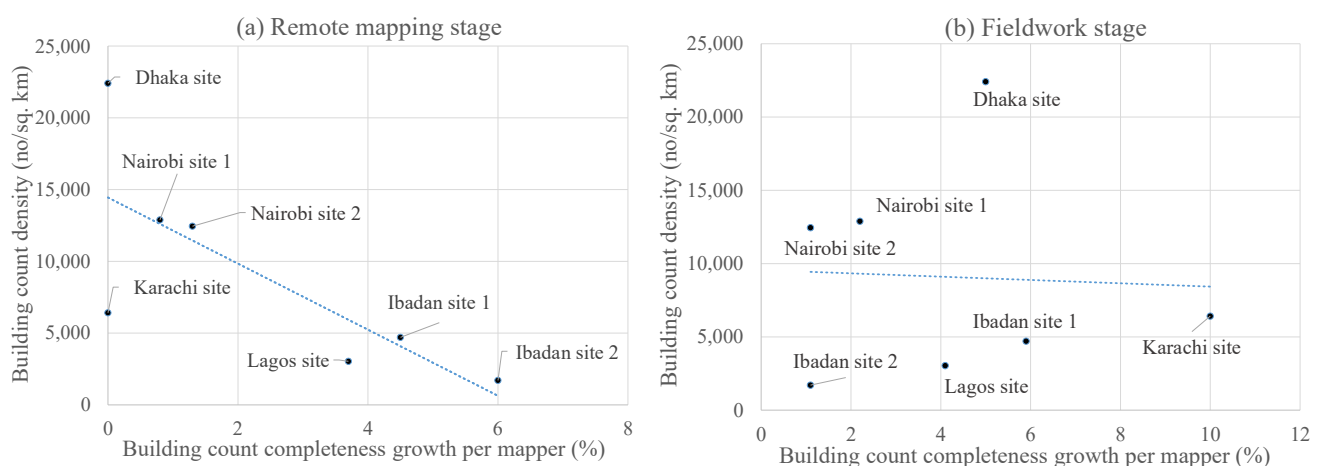 (a) Remote mapping stage
Building count density (no/sq. km)
25,000
20,000
15,000
10,000
5,000
0
Dhaka site
Nairobi site 1
Nairobi site 2
Karachi site
Ibadan site 1
Lagos site
Ibadan site 2
0 2 4 6 8
Building count completeness growth per mapper (%)
(b) Fieldwork stage
Building count density (no/sq. km)
25,000
20,000
15,000
10,000
5,000
0
Dhaka site
Nairobi site 1
Nairobi site 2
Ibadan site 1
Karachi site
Ibadan site 2
Lagos site
0 2 4 6 8 10 12
Building count completeness growth per mapper (%)